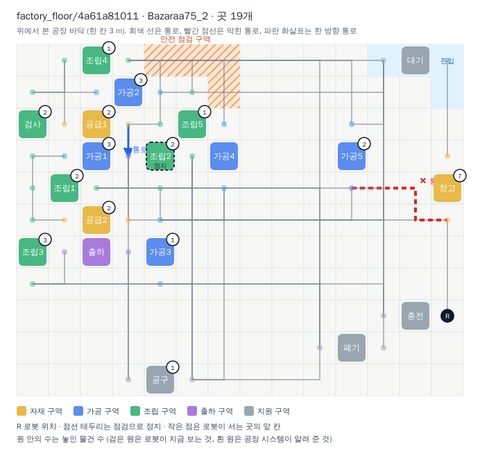 factory_floor/4a61a81011 · Bazaraa75_2 · 곳 19개
위에서 본 공장 바닥 (한 칸 3 m). 회색 선은 통로, 빨간 점선은 막힌 통로, 파란 화살표는 한 방향 통로
안전 점검 구역
조립4 1
대기
가공2 3
검사 2
공급1 2
조립5 1
가공1 3
통로
조립2 2
정지
가공4
가공5 2
조립1 2
✕
창고 7
공급2 2
조립3 3
출하
가공3 1
충전
R
폐기
공구 1
자재 구역
가공 구역
조립 구역
출하 구역
지원 구역
R 로봇 위치 · 점선 테두리는 점검으로 정지 · 작은 점은 로봇이 서는 곳의 앞 칸
원 안의 수는 놓인 물건 수 (검은 원은 로봇이 지금 보는 것, 흰 원은 공장 시스템이 알려 준 것)